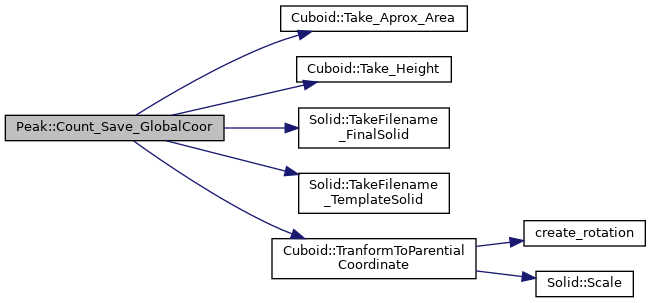 Cuboid::Take_Aprox_Area
Cuboid::Take_Height
Peak::Count_Save_GlobalCoor
Solid::TakeFilename
_FinalSolid
Solid::TakeFilename
_TemplateSolid
Cuboid::TranformToParential
Coordinate
create_rotation
Solid::Scale